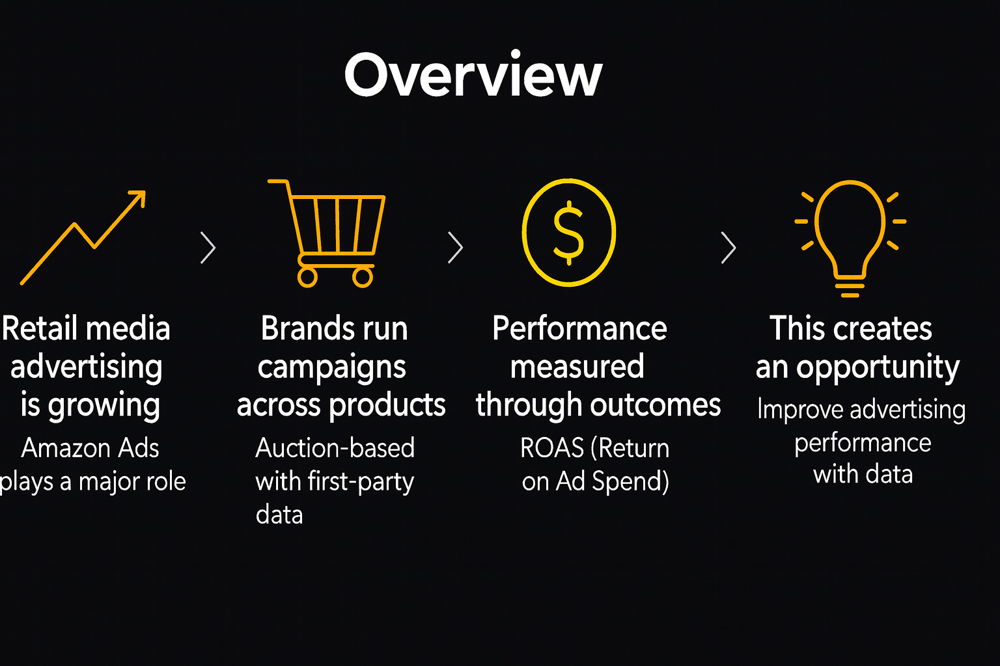 Overview
Retail media
advertising
is growing
Amazon Ads
plays a major role
Brands run
campaigns
across products
Auction-based
with first-party
data
$
Performance
measured
through outcomes
ROAS (Return
on Ad Spend)
This creates
an opportunity
Improve advertising
performance
with data